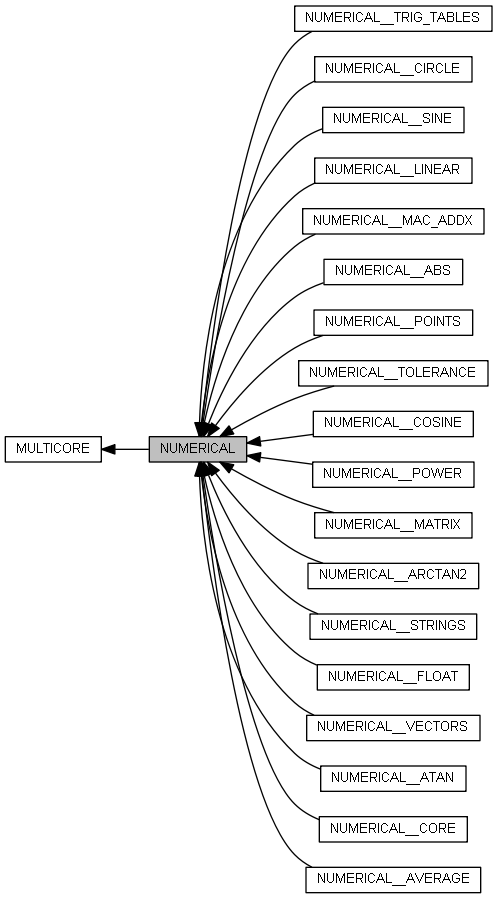 NUMERICAL__TRIG_TABLES
NUMERICAL__CIRCLE
NUMERICAL__SINE
NUMERICAL__LINEAR
NUMERICAL__MAC_ADDX
NUMERICAL__ABS
NUMERICAL__POINTS
NUMERICAL__TOLERANCE
NUMERICAL__COSINE
MULTICORE
NUMERICAL
NUMERICAL__POWER
NUMERICAL__MATRIX
NUMERICAL__ARCTAN2
NUMERICAL__STRINGS
NUMERICAL__FLOAT
NUMERICAL__VECTORS
NUMERICAL__ATAN
NUMERICAL__CORE
NUMERICAL__AVERAGE